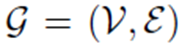 𝒢 = (𝒱, ℰ)